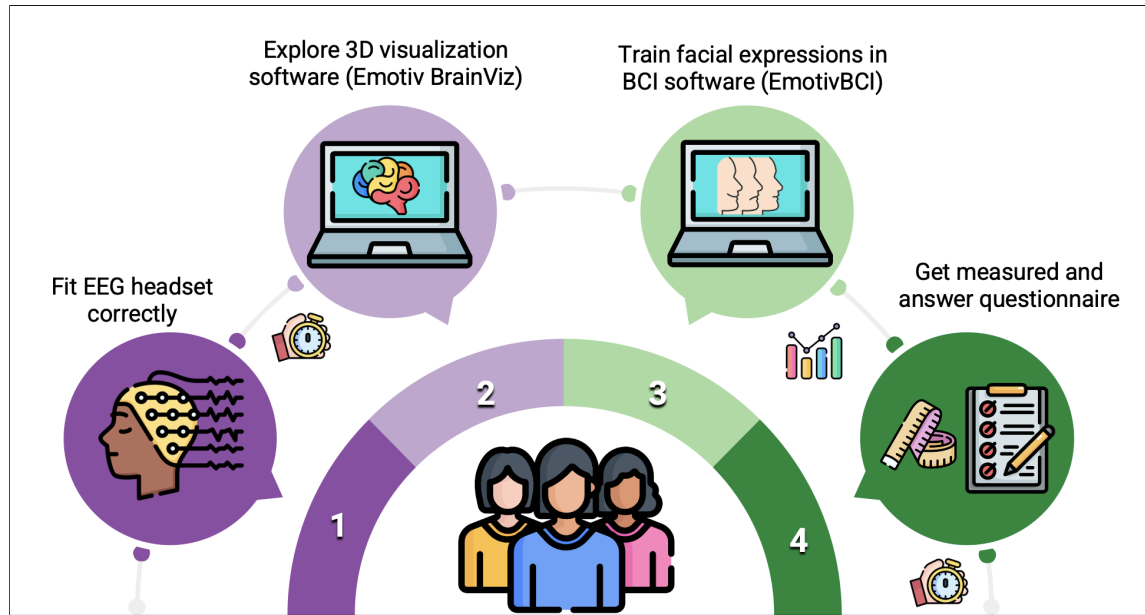 Explore 3D visualization
software (Emotiv BrainViz)
Train facial expressions in
BCI software (EmotivBCI)
Fit EEG headset
correctly
Get measured and
answer questionnaire
1
2
3
4